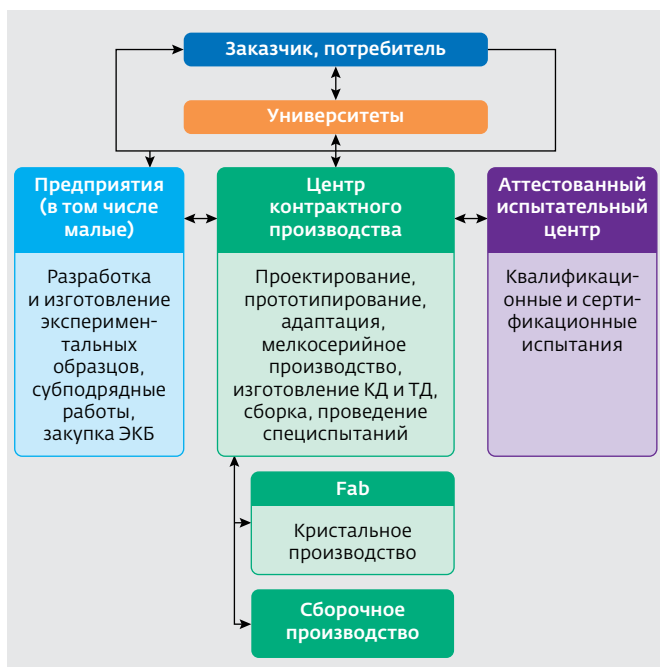 Заказчик, потребитель
Университеты
Предприятия
(в том числе
малые)
Разработка
и изготовление
эксперимен-
тальных
образцов,
субподрядные
работы,
закупка ЭКБ
Центр
контрактного
производства
Проектирование,
прототипирование,
адаптация,
мелкосерийное
производство,
изготовление КД и ТД,
сборка, проведение
специспытаний
Аттестованный
испытательный
центр
Квалификаци-
онные и серти-
фикационные
испытания
Fab
Кристальное
производство
Сборочное
производство